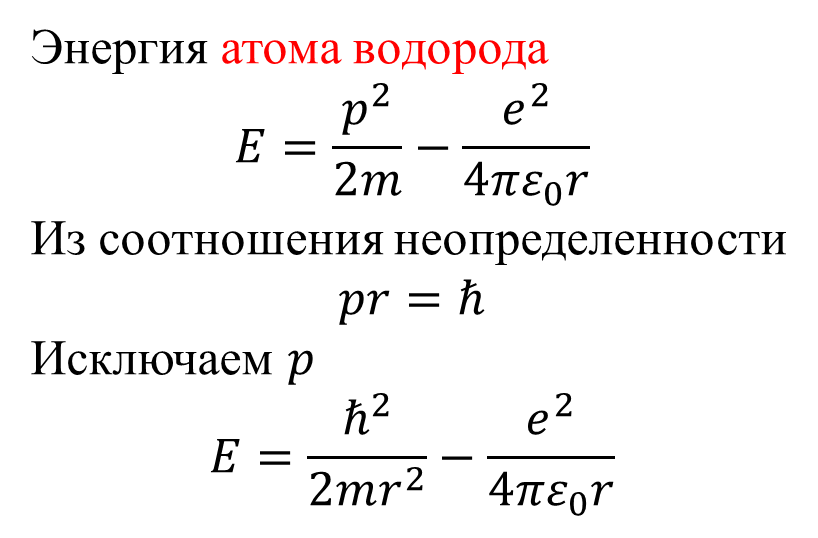 Энергия атома водорода
E = p²/2m − e²/4πε₀r
Из соотношения неопределенности
pr = ħ
Исключаем p
E = ħ²/2mr² − e²/4πε₀r